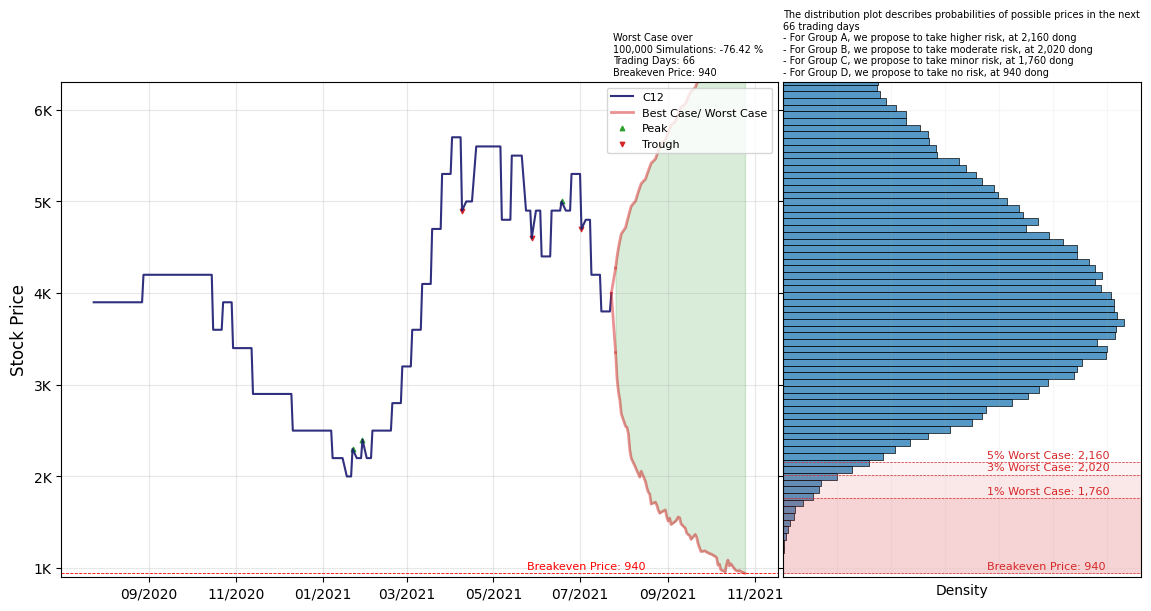 The distribution plot describes probabilities of possible prices in the next
66 trading days
- For Group A, we propose to take higher risk, at 2,160 dong
- For Group B, we propose to take moderate risk, at 2,020 dong
- For Group C, we propose to take minor risk, at 1,760 dong
- For Group D, we propose to take no risk, at 940 dong
Worst Case over
100,000 Simulations: -76.42 %
Trading Days: 66
Breakeven Price: 940
C12
Best Case/ Worst Case
Peak
Trough
Stock Price
6K
5K
4K
3K
2K
1K
5% Worst Case: 2,160
3% Worst Case: 2,020
1% Worst Case: 1,760
Breakeven Price: 940
Breakeven Price: 940
09/2020
11/2020
01/2021
03/2021
05/2021
07/2021
09/2021
11/2021
Density